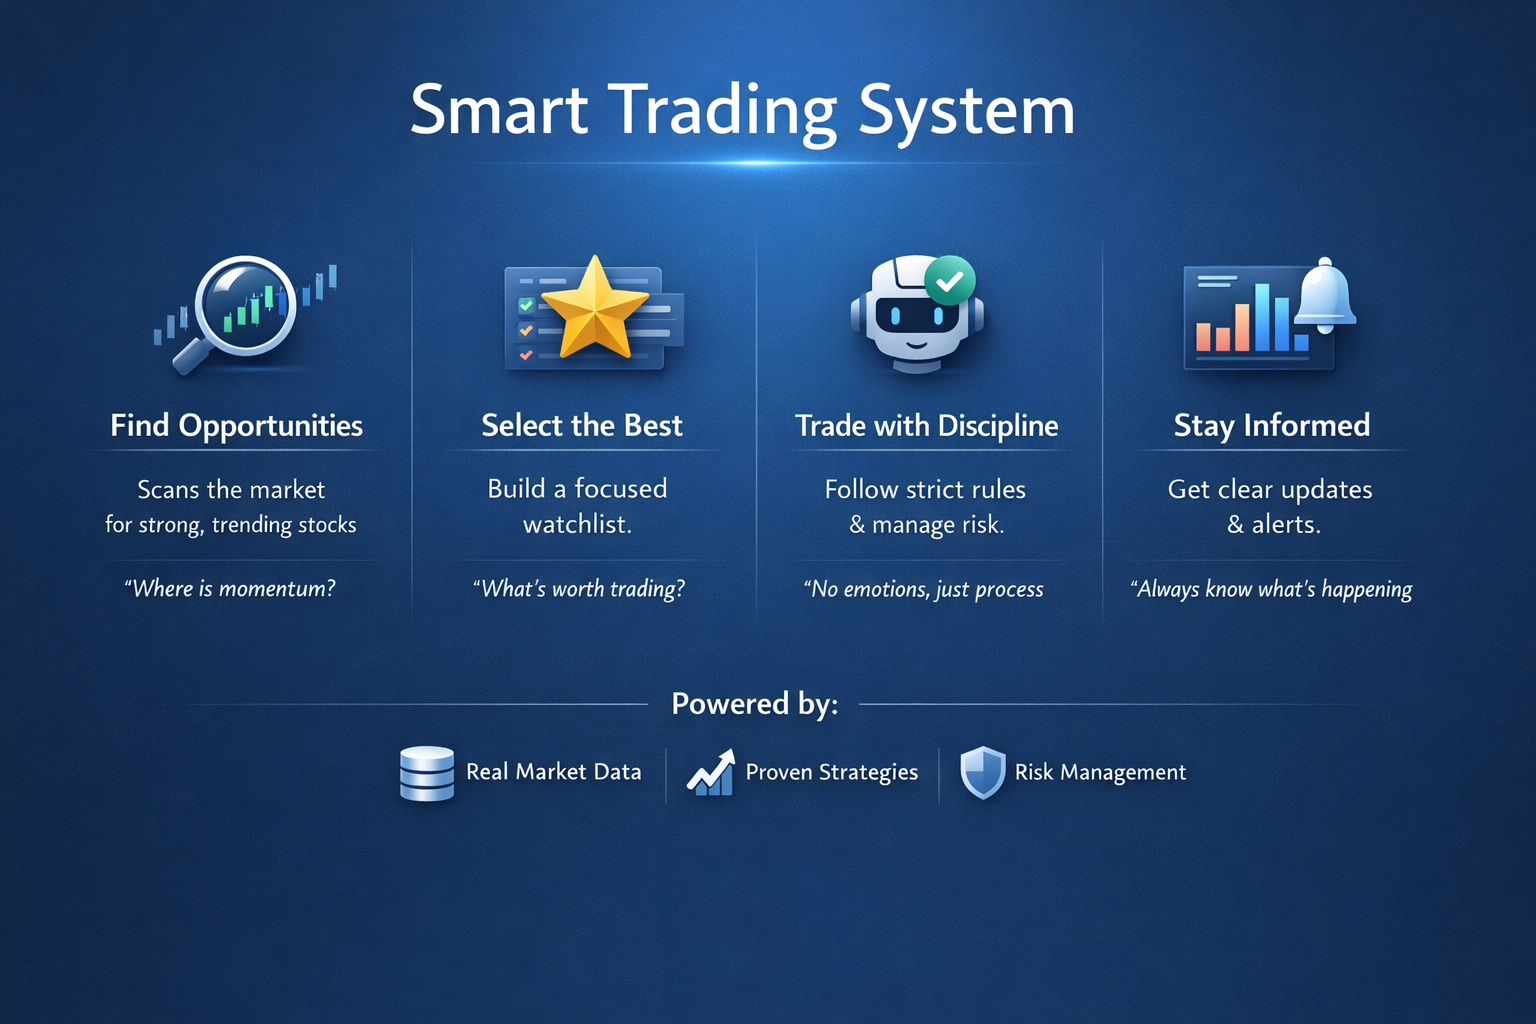 Smart Trading System
Find Opportunities
Scans the market
for strong, trending stocks
“Where is momentum?
Select the Best
Build a focused
watchlist.
“What’s worth trading?
Trade with Discipline
Follow strict rules
& manage risk.
“No emotions, just process
Stay Informed
Get clear updates
& alerts.
“Always know what’s happening
Powered by:
Real Market Data
Proven Strategies
Risk Management